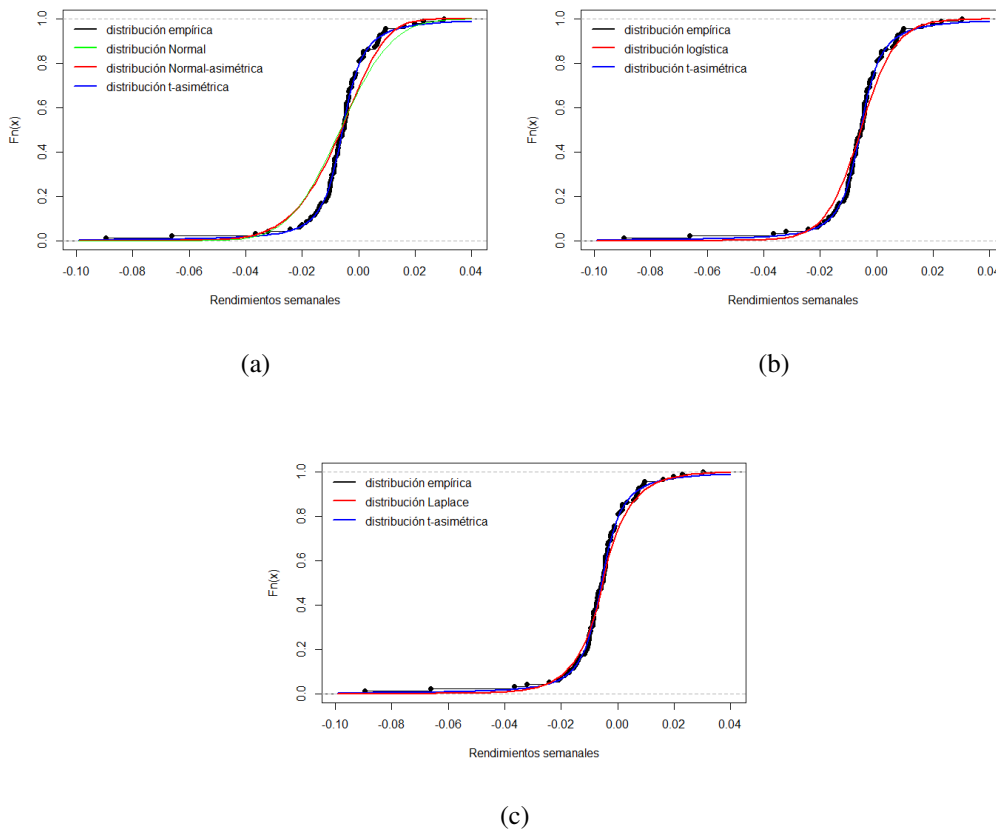 distribución empírica
distribución Normal
distribución Normal-asimétrica
distribución t-asimétrica
Fn(x)
0.0 0.2 0.4 0.6 0.8 1.0
-0.10 -0.08 -0.06 -0.04 -0.02 0.00 0.02 0.04
Rendimientos semanales
(a)
distribución empírica
distribución logística
distribución t-asimétrica
Fn(x)
0.0 0.2 0.4 0.6 0.8 1.0
-0.10 -0.08 -0.06 -0.04 -0.02 0.00 0.02 0.04
Rendimientos semanales
(b)
distribución empírica
distribución Laplace
distribución t-asimétrica
Fn(x)
0.0 0.2 0.4 0.6 0.8 1.0
-0.10 -0.08 -0.06 -0.04 -0.02 0.00 0.02 0.04
Rendimientos semanales
(c)